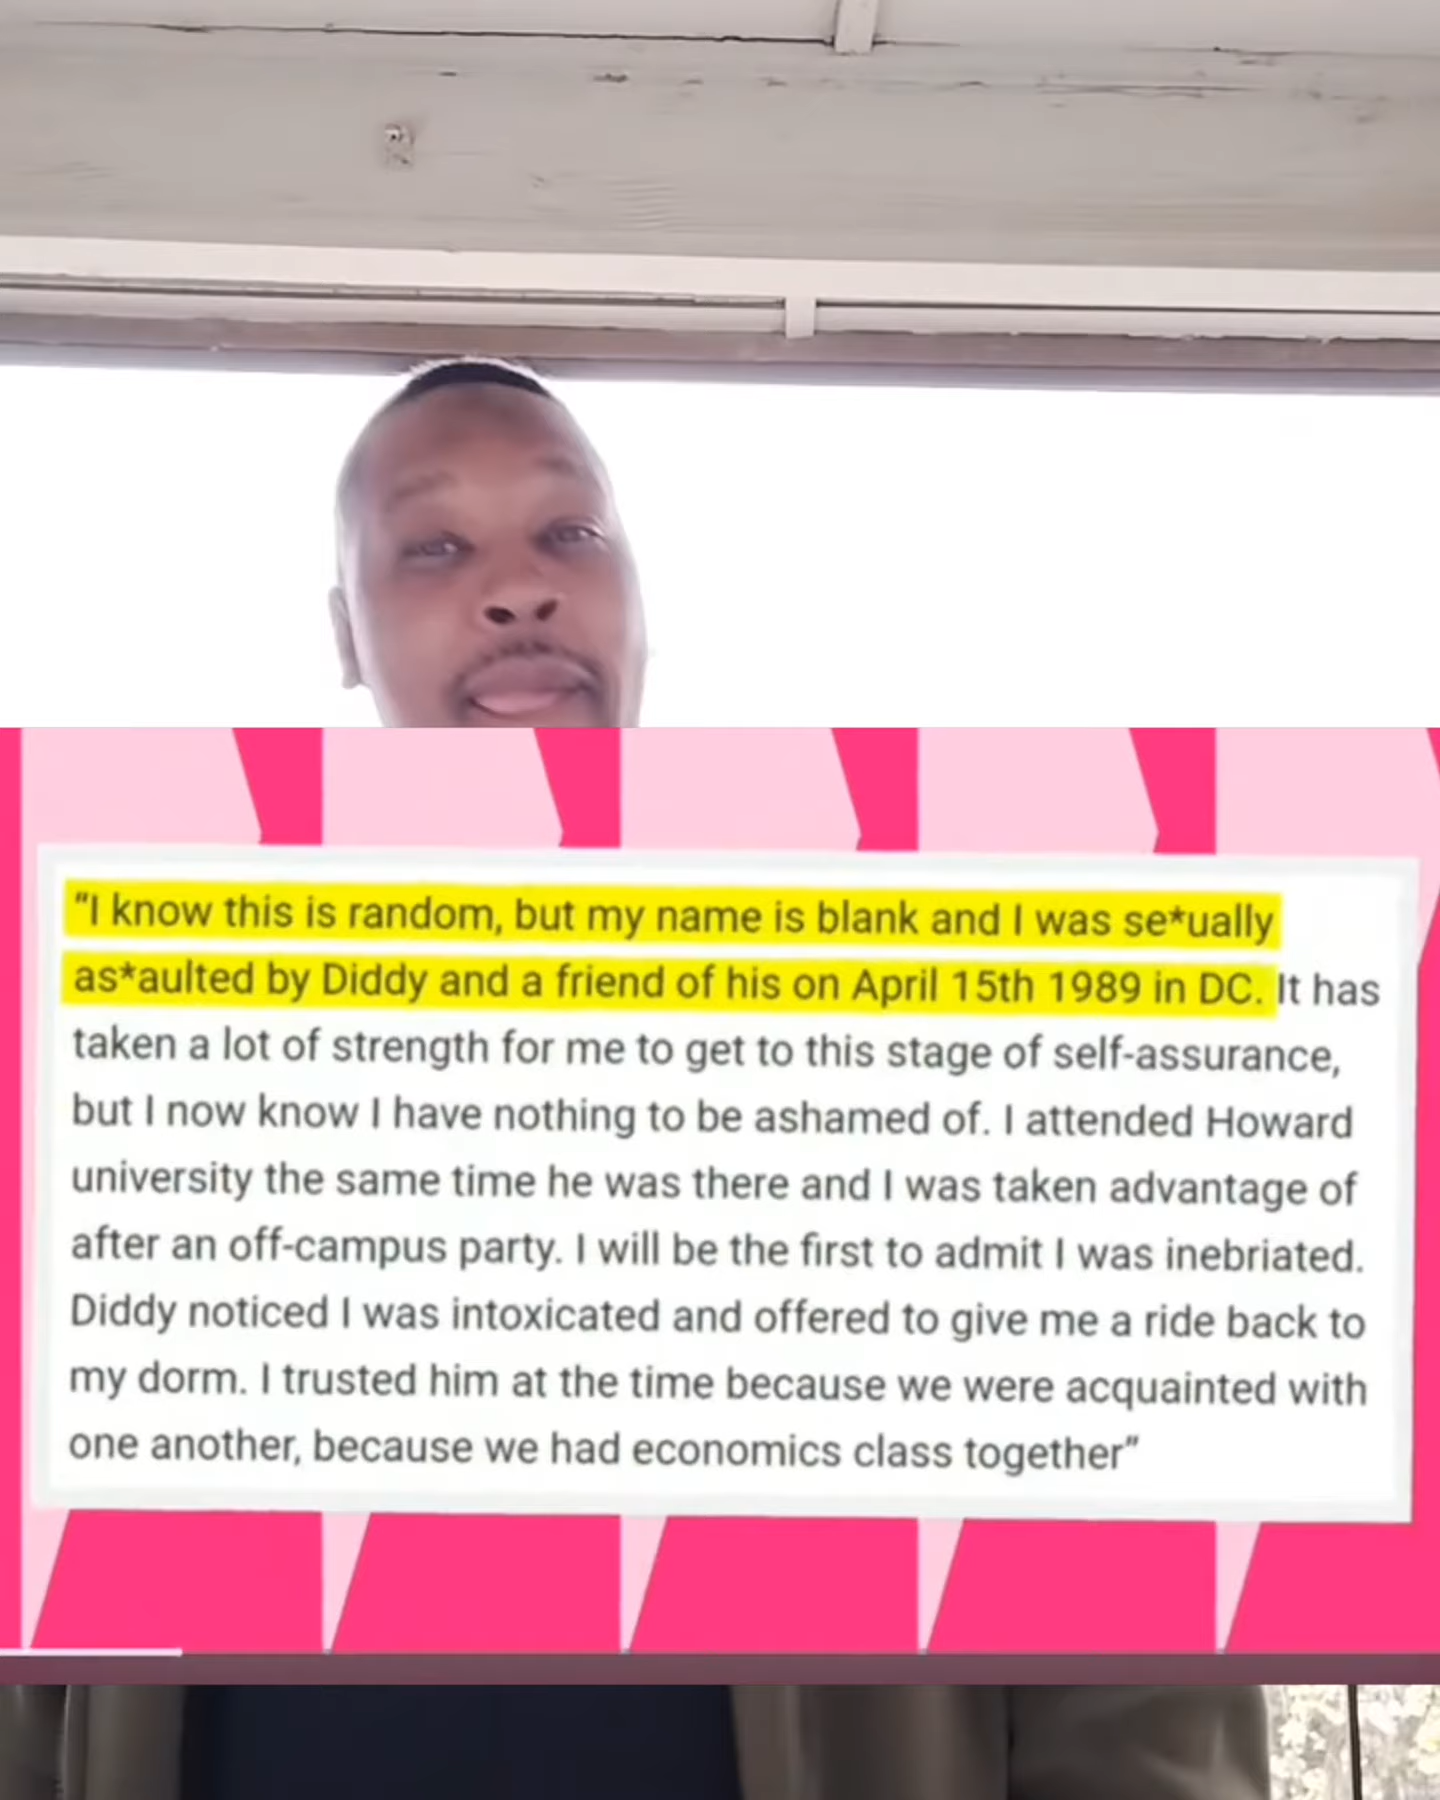 "I know this is random, but my name is blank and I was se*ually
as*aulted by Diddy and a friend of his on April 15th 1989 in DC. It has
taken a lot of strength for me to get to this stage of self-assurance,
but I now know I have nothing to be ashamed of. I attended Howard
university the same time he was there and I was taken advantage of
after an off-campus party. I will be the first to admit I was inebriated.
Diddy noticed I was intoxicated and offered to give me a ride back to
my dorm. I trusted him at the time because we were acquainted with
one another, because we had economics class together"